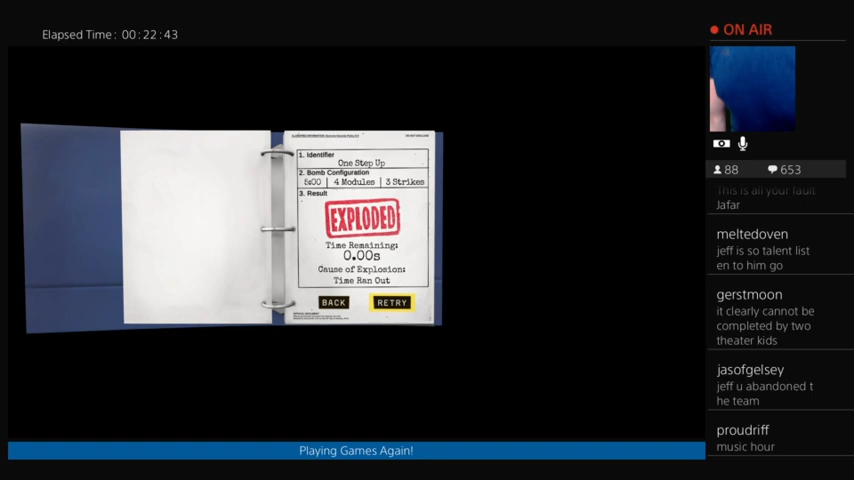 Elapsed Time: 00:22:43
ON AIR
88 653
This is all your fault
Jafar
meltedoven
jeff is so talent list
en to him go
gerstmoon
it clearly cannot be
completed by two
theater kids
jasofgelsey
jeff u abandoned t
he team
proudriff
music hour
1. Identifier
One Step Up
2. Bomb Configuration
5:00 | 4 Modules | 3 Strikes
3. Result
EXPLODED
Time Remaining:
0.00s
Cause of Explosion:
Time Ran Out
BACK RETRY
Playing Games Again!